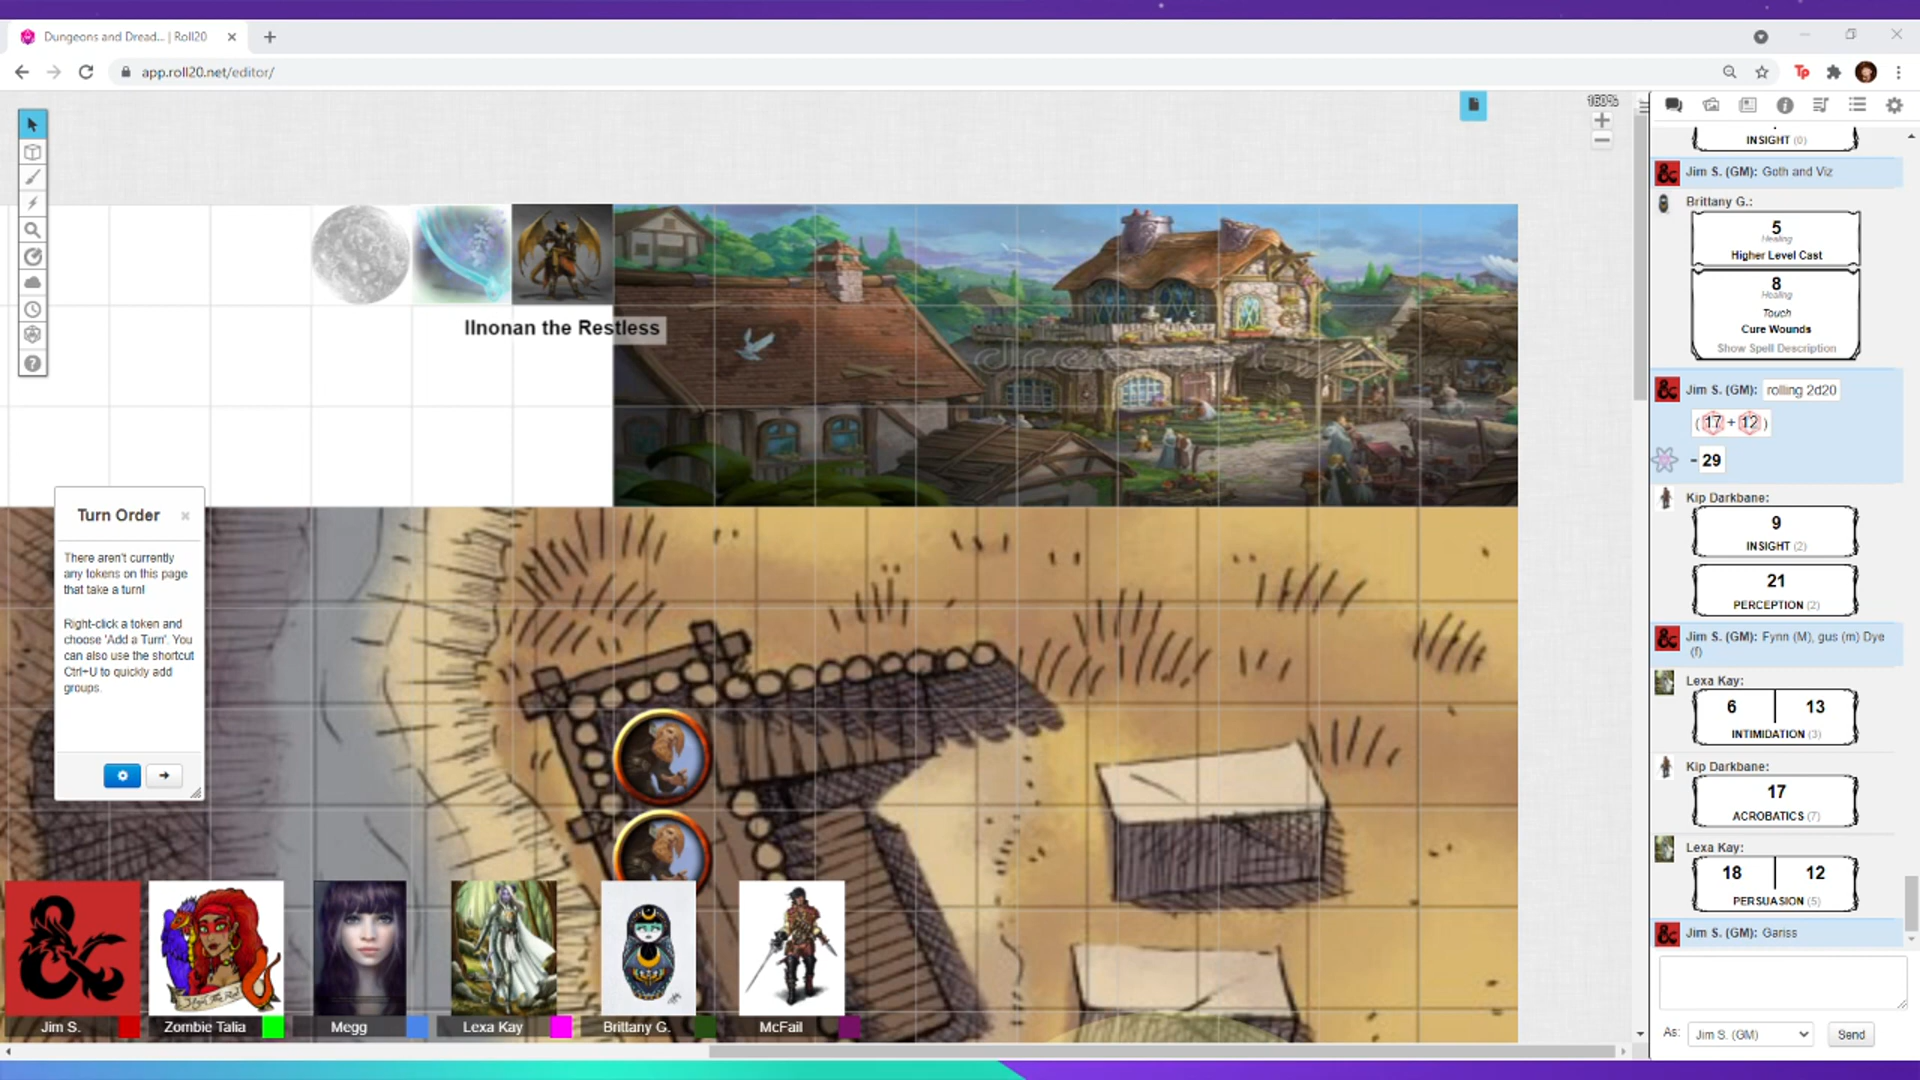 Dungeons and Dread... | Roll20
app.roll20.net/editor/
Tp
160%
INSIGHT (0)
Jim S. (GM): Goth and Viz
Brittany G.:
5
Healing
Higher Level Cast
8
Healing
Touch
Cure Wounds
Show Spell Description
Jim S. (GM): rolling 2d20
(17+12)
29
Kip Darkbane:
9
INSIGHT (2)
21
PERCEPTION (2)
Jim S. (GM): Fynn (M), gus (m) Dye
(f)
Lexa Kay:
6 13
INTIMIDATION (3)
Kip Darkbane:
17
ACROBATICS (7)
Lexa Kay:
18 12
PERSUASION (5)
Jim S. (GM): Gariss
As: Jim S. (GM) Send
Ilnonan the Restless
Turn Order
There aren't currently
any tokens on this page
that take a turn!
Right-click a token and
choose 'Add a Turn'. You
can also use the shortcut
Ctrl+U to quickly add
groups.
Jim S.
Zombie Talia
Megg
Lexa Kay
Brittany G.
McFail